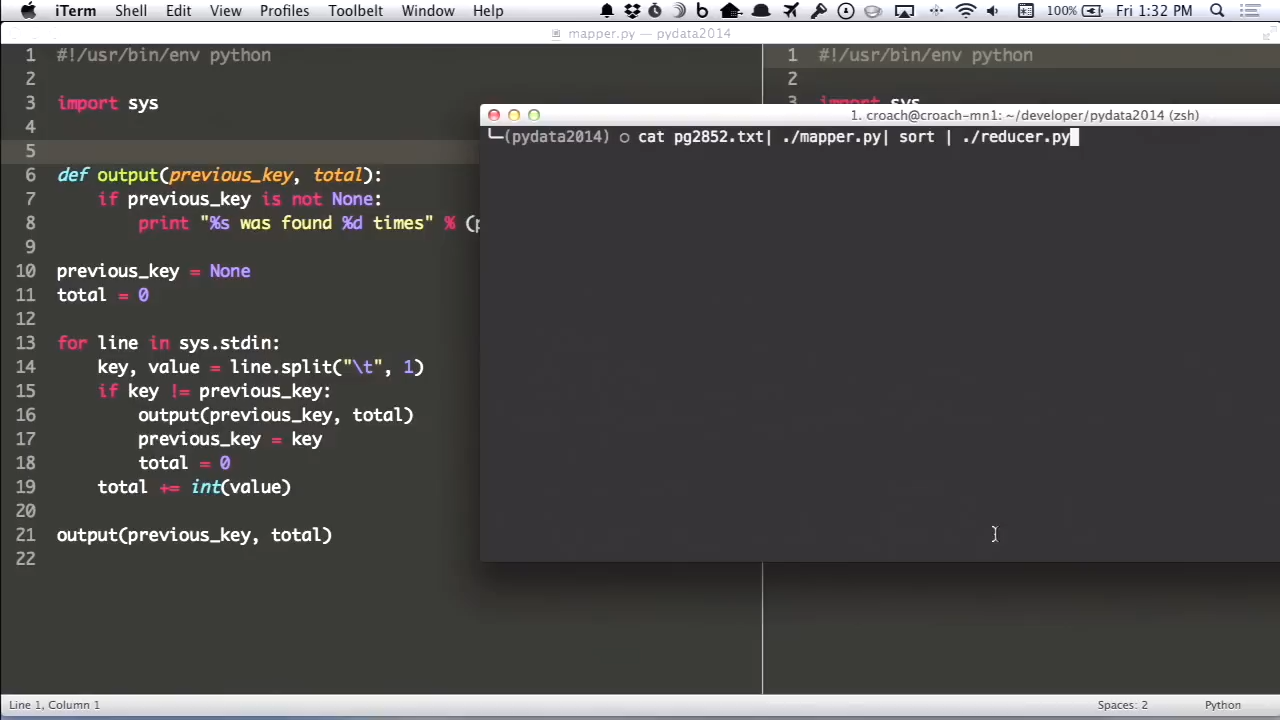 iTerm Shell Edit View Profiles Toolbelt Window Help 100% Fri 1:32 PM
mapper.py — pydata2014
1 #!/usr/bin/env python
2
3 import sys
4
5
6 def output(previous_key, total):
7 if previous_key is not None:
8 print "%s was found %d times" % (p
9
10 previous_key = None
11 total = 0
12
13 for line in sys.stdin:
14 key, value = line.split("\t", 1)
15 if key != previous_key:
16 output(previous_key, total)
17 previous_key = key
18 total = 0
19 total += int(value)
20
21 output(previous_key, total)
22
1 #!/usr/bin/env python
2
3 import sys
1. croach@croach-mn1: ~/developer/pydata2014 (zsh)
(pydata2014) ○ cat pg2852.txt| ./mapper.py| sort | ./reducer.py
Line 1, Column 1
Spaces: 2
Python